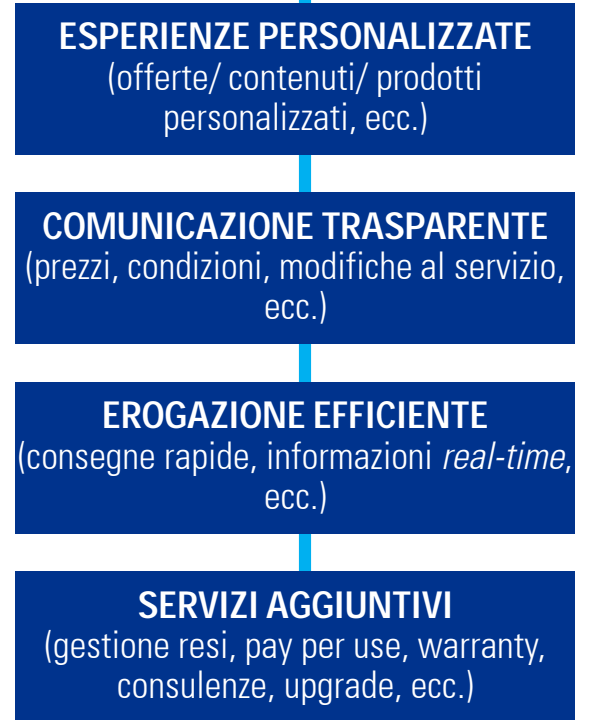 ESPERIENZE PERSONALIZZATE
(offerte/ contenuti/ prodotti
personalizzati, ecc.)
COMUNICAZIONE TRASPARENTE
(prezzi, condizioni, modifiche al servizio,
ecc.)
EROGAZIONE EFFICIENTE
(consegne rapide, informazioni real-time,
ecc.)
SERVIZI AGGIUNTIVI
(gestione resi, pay per use, warranty,
consulenze, upgrade, ecc.)